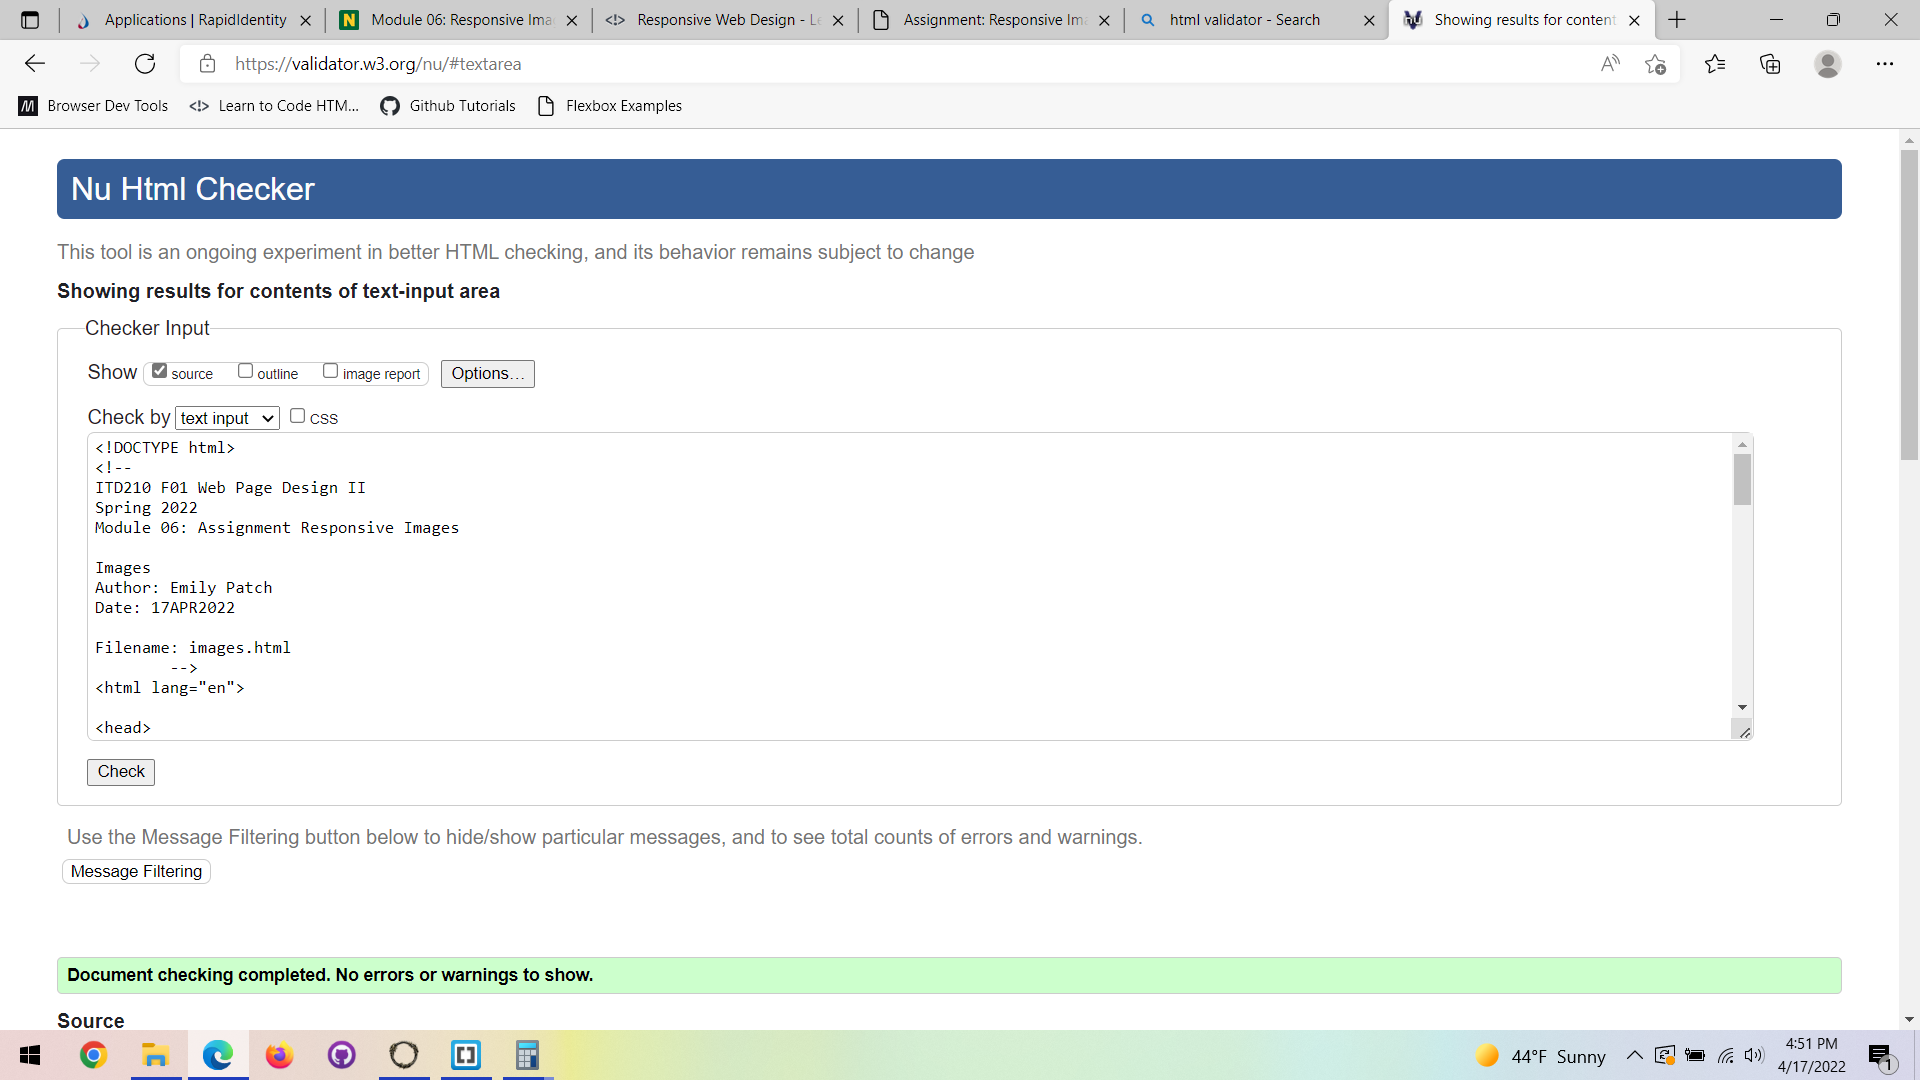 Applications | RapidIdentity
Module 06: Responsive Ima
Responsive Web Design - Le
Assignment: Responsive Ima
html validator - Search
Showing results for content
https://validator.w3.org/nu/#textarea
Browser Dev Tools
Learn to Code HTM...
Github Tutorials
Flexbox Examples
Nu Html Checker
This tool is an ongoing experiment in better HTML checking, and its behavior remains subject to change
Showing results for contents of text-input area
Checker Input
Show source outline image report Options...
Check by text input CSS
<!DOCTYPE html>
<!--
ITD210 F01 Web Page Design II
Spring 2022
Module 06: Assignment Responsive Images
Images
Author: Emily Patch
Date: 17APR2022
Filename: images.html
-->
<html lang="en">
<head>
Check
Use the Message Filtering button below to hide/show particular messages, and to see total counts of errors and warnings.
Message Filtering
Document checking completed. No errors or warnings to show.
Source
44°F Sunny
4:51 PM
4/17/2022
1